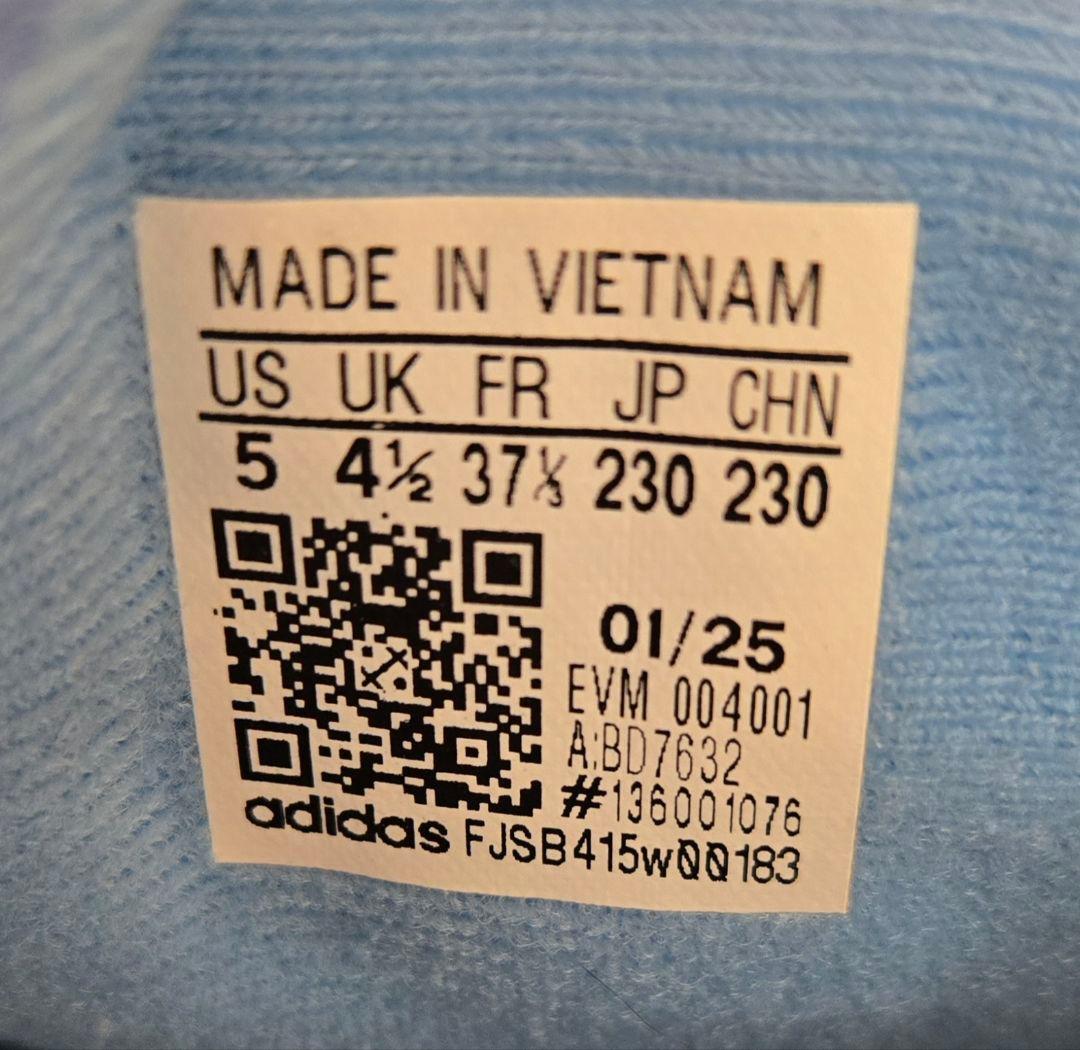 MADE IN VIETNAM
US UK FR JP CHN
5 4½ 37⅓ 230 230
01/25
EVM 004001
A:BD7632
#136001076
adidas FJSB415w00183